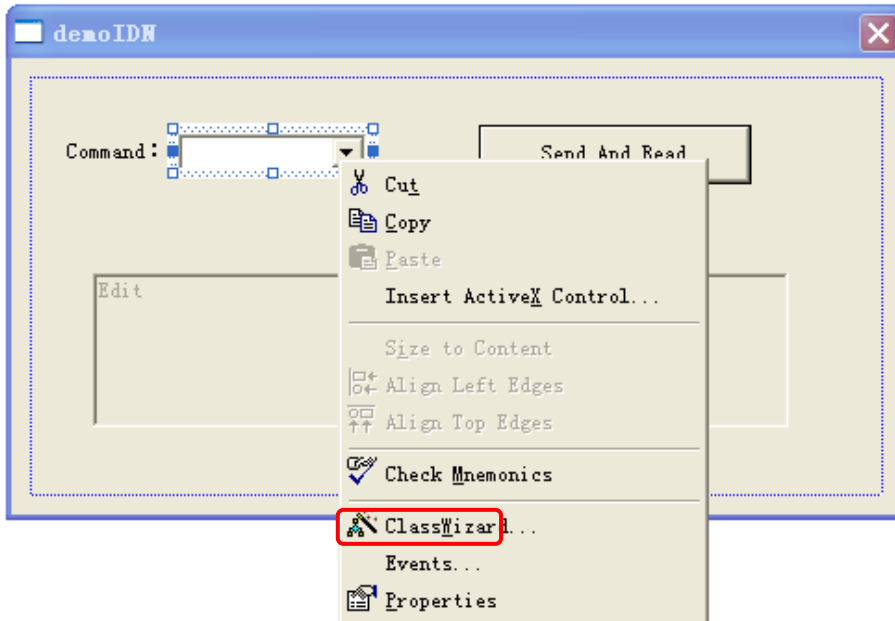 demoIDN
Command:
Send And Read
Cut
Copy
Paste
Edit
Insert ActiveX Control...
Size to Content
Align Left Edges
Align Top Edges
Check Mnemonics
ClassWizard...
Events...
Properties